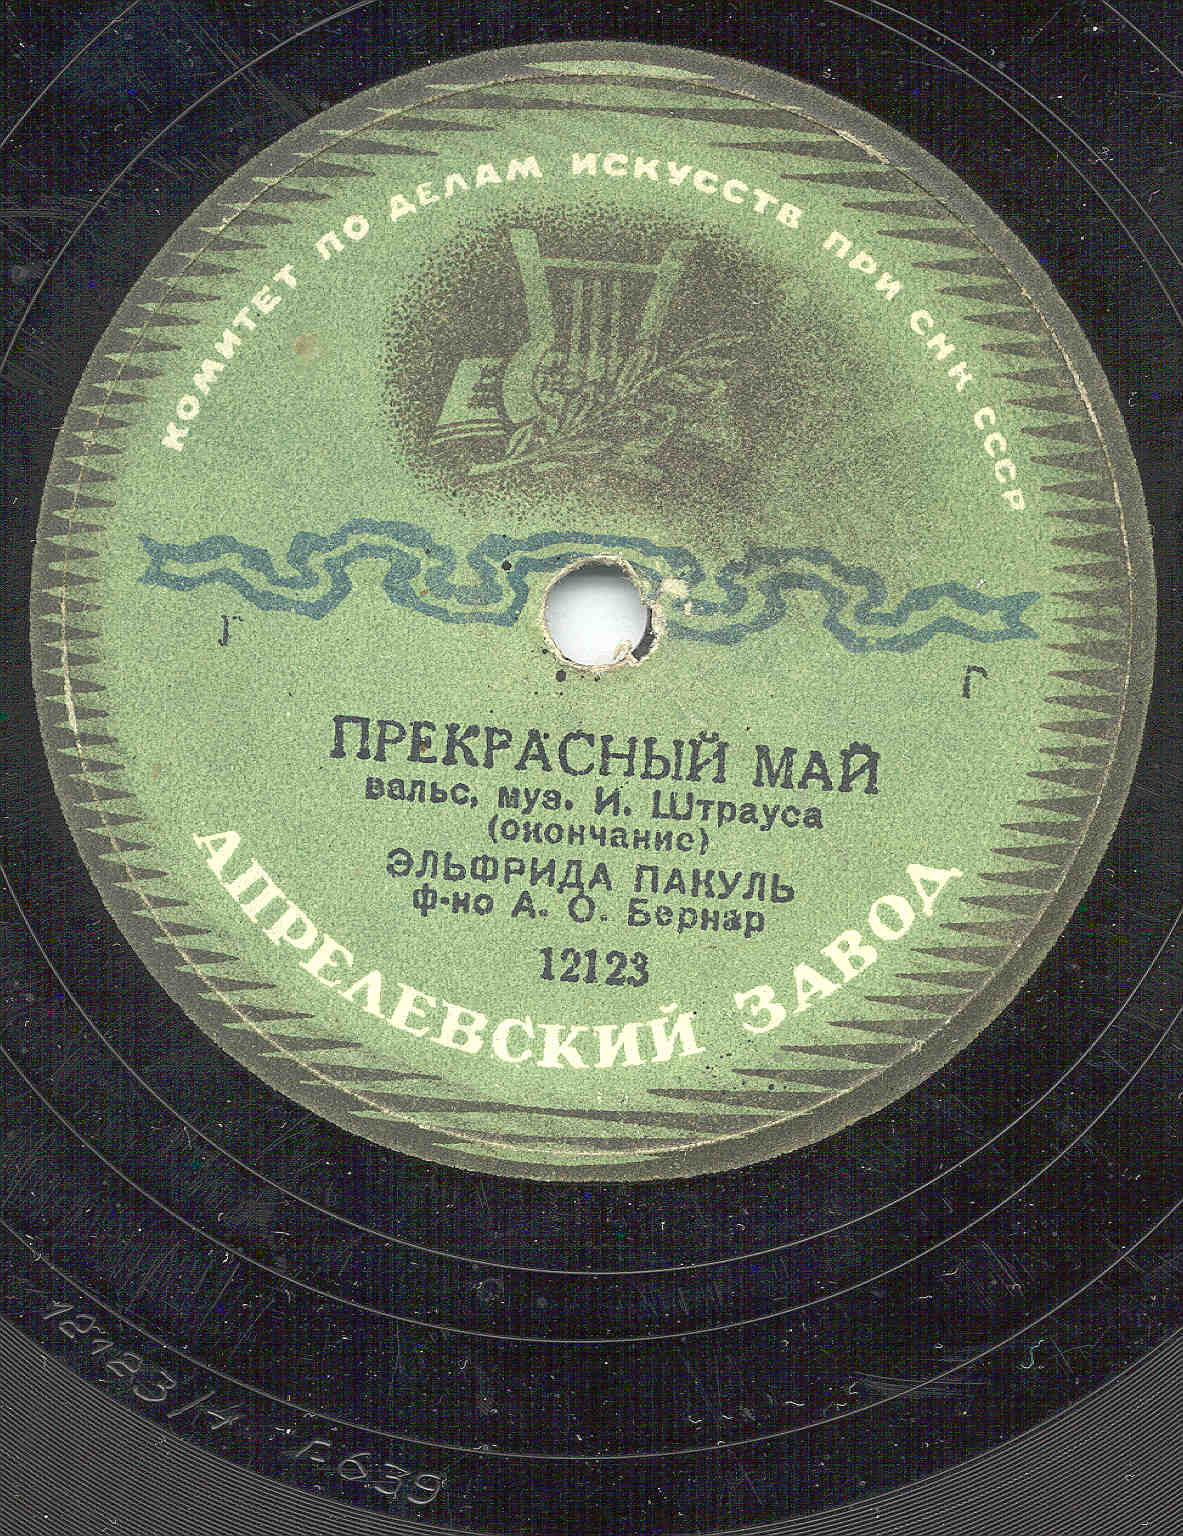 КОМИТЕТ ПО ДЕЛАМ ИСКУССТВ ПРИ СНК СССР
Г
Г
ПРЕКРАСНЫЙ МАЙ
вальс, муз. И. Штрауса
(окончание)
ЭЛЬФРИДА ПАКУЛЬ
ф-но А. О. Бернар
12123
АПРЕЛЕВСКИЙ ЗАВОД
12123/4 Г-639